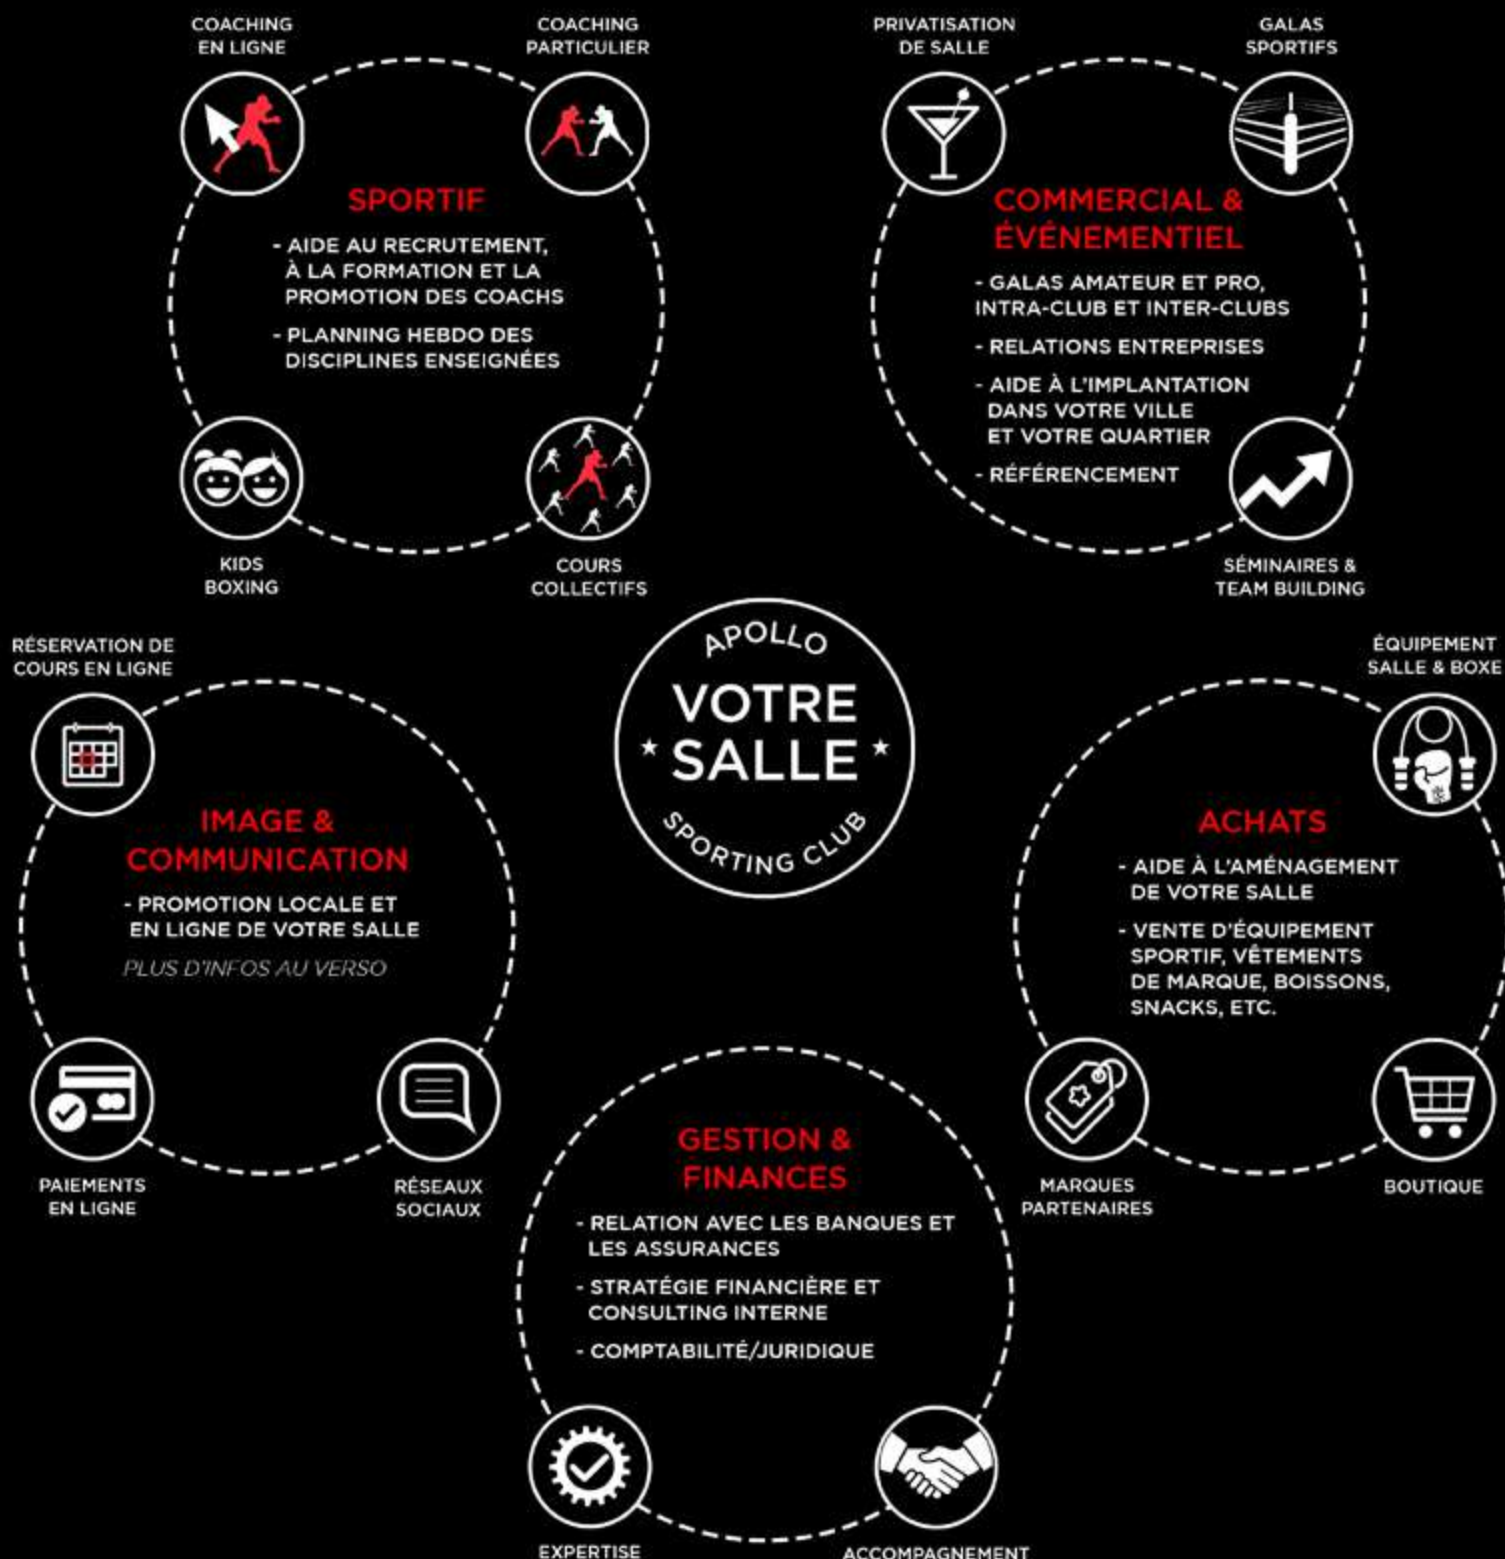 COACHING
EN LIGNE
COACHING
PARTICULIER
SPORTIF
- AIDE AU RECRUTEMENT,
À LA FORMATION ET LA
PROMOTION DES COACHS
- PLANNING HEBDO DES
DISCIPLINES ENSEIGNÉES
KIDS
BOXING
COURS
COLLECTIFS
PRIVATISATION
DE SALLE
GALAS
SPORTIFS
COMMERCIAL &
ÉVÉNEMENTIEL
- GALAS AMATEUR ET PRO,
INTRA-CLUB ET INTER-CLUBS
- RELATIONS ENTREPRISES
- AIDE À L'IMPLANTATION
DANS VOTRE VILLE
ET VOTRE QUARTIER
- RÉFÉRENCEMENT
SÉMINAIRES &
TEAM BUILDING
APOLLO
VOTRE
SALLE
SPORTING CLUB
RÉSERVATION DE
COURS EN LIGNE
IMAGE &
COMMUNICATION
- PROMOTION LOCALE ET
EN LIGNE DE VOTRE SALLE
PLUS D'INFOS AU VERSO
PAIEMENTS
EN LIGNE
RÉSEAUX
SOCIAUX
ÉQUIPEMENT
SALLE & BOXE
ACHATS
- AIDE À L'AMÉNAGEMENT
DE VOTRE SALLE
- VENTE D'ÉQUIPEMENT
SPORTIF, VÊTEMENTS
DE MARQUE, BOISSONS,
SNACKS, ETC.
MARQUES
PARTENAIRES
BOUTIQUE
GESTION &
FINANCES
- RELATION AVEC LES BANQUES ET
LES ASSURANCES
- STRATÉGIE FINANCIÈRE ET
CONSULTING INTERNE
- COMPTABILITÉ/JURIDIQUE
EXPERTISE
ACCOMPAGNEMENT